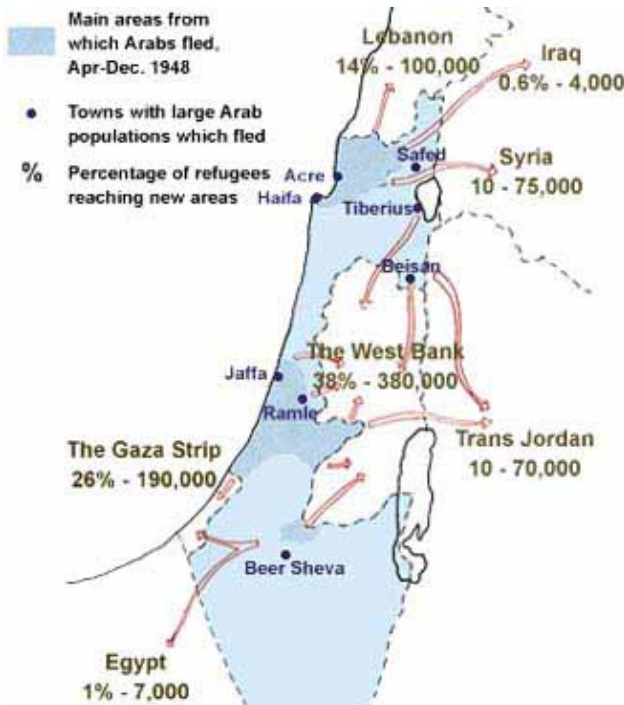 Main areas from
which Arabs fled,
Apr-Dec. 1948
Towns with large Arab
populations which fled
% Percentage of refugees
reaching new areas
Lebanon
14% - 100,000
Iraq
0.6% - 4,000
Safed
Syria
10 - 75,000
Acre
Haifa
Tiberius
Beisan
The West Bank
38% - 380,000
Jaffa
Ramle
Trans Jordan
10 - 70,000
The Gaza Strip
26% - 190,000
Beer Sheva
Egypt
1% - 7,000